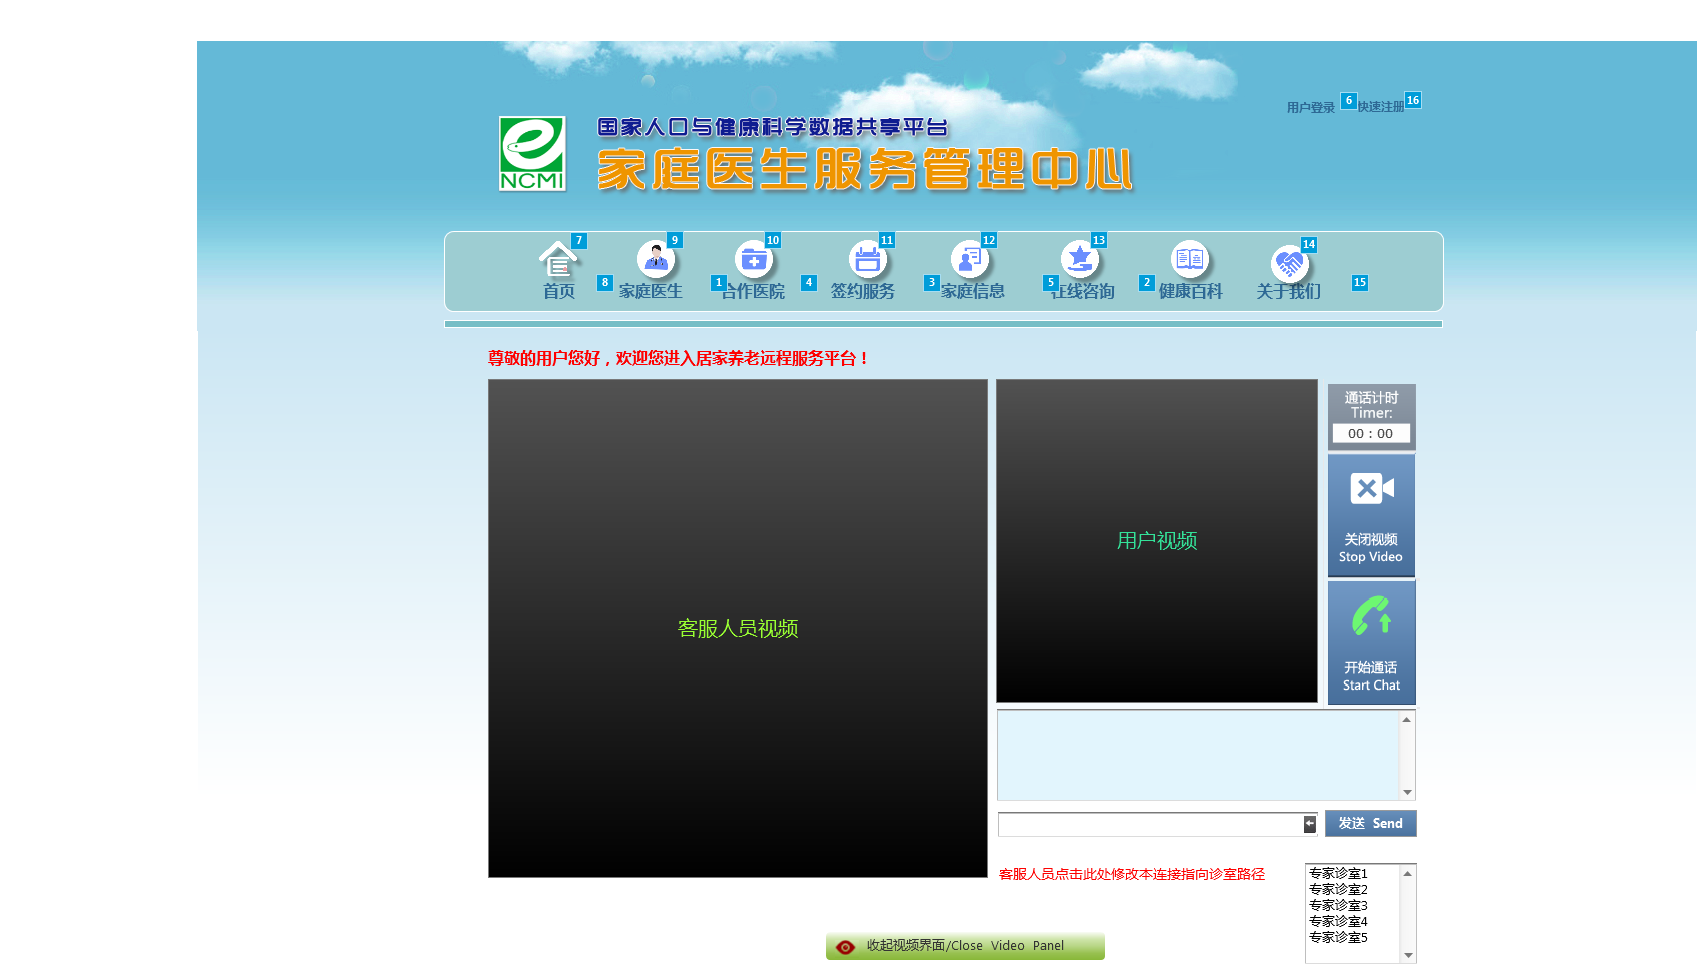 用户登录 6 快速注册 16
国家人口与健康科学数据共享平台
家庭医生服务管理中心
NCMI
7 9 10 11 12 13 14
8 1 4 3 5 2 15
首页 家庭医生 合作医院 签约服务 家庭信息 在线咨询 健康百科 关于我们
尊敬的用户您好，欢迎您进入居家养老远程服务平台！
客服人员视频
用户视频
通话计时
Timer:
00 : 00
关闭视频
Stop Video
开始通话
Start Chat
发送 Send
客服人员点击此处修改本连接指向诊室路径
专家诊室1
专家诊室2
专家诊室3
专家诊室4
专家诊室5
收起视频界面/Close Video Panel